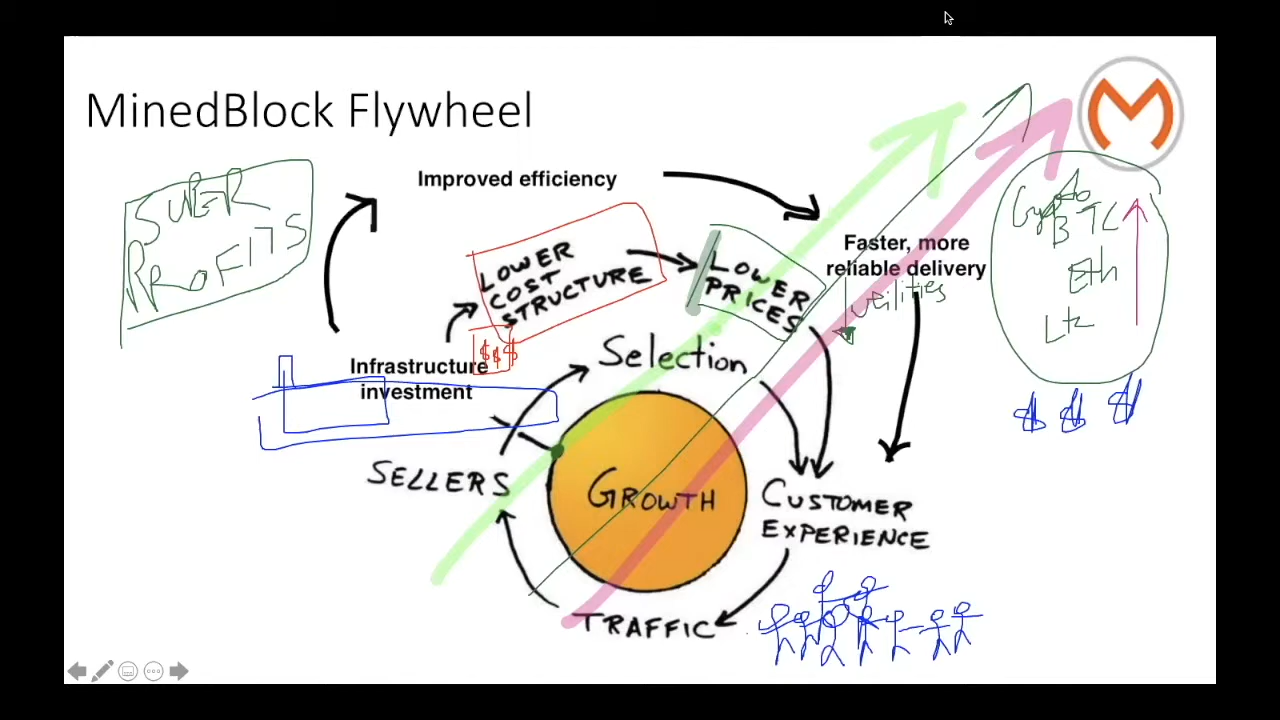 MinedBlock Flywheel
SUPER
PROFITS
Improved efficiency
LOWER
COST
STRUCTURE
LOWER
PRICES
Faster, more
reliable delivery
utilities
Crypto
BTC
Eth
Ltc
Infrastructure
investment
$$$
Selection
SELLERS
GROWTH
CUSTOMER
EXPERIENCE
TRAFFIC
$ $ $